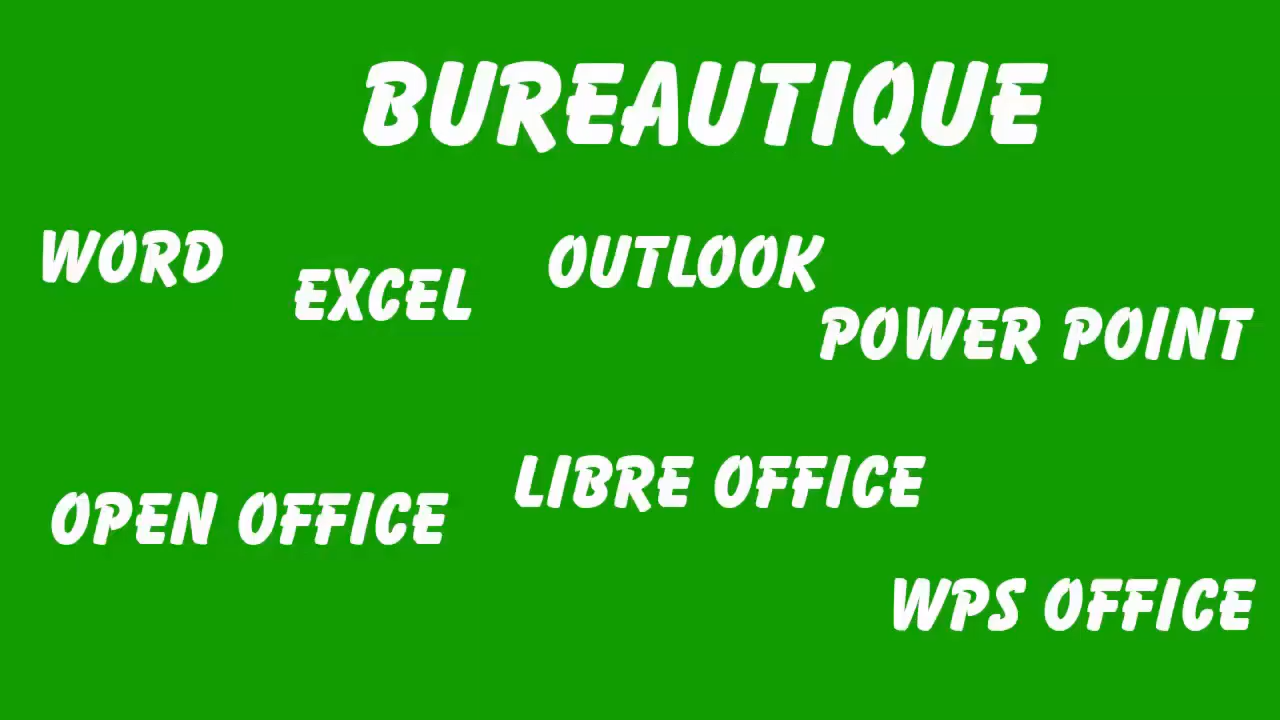 BUREAUTIQUE
WORD
EXCEL
OUTLOOK
POWER POINT
OPEN OFFICE
LIBRE OFFICE
WPS OFFICE